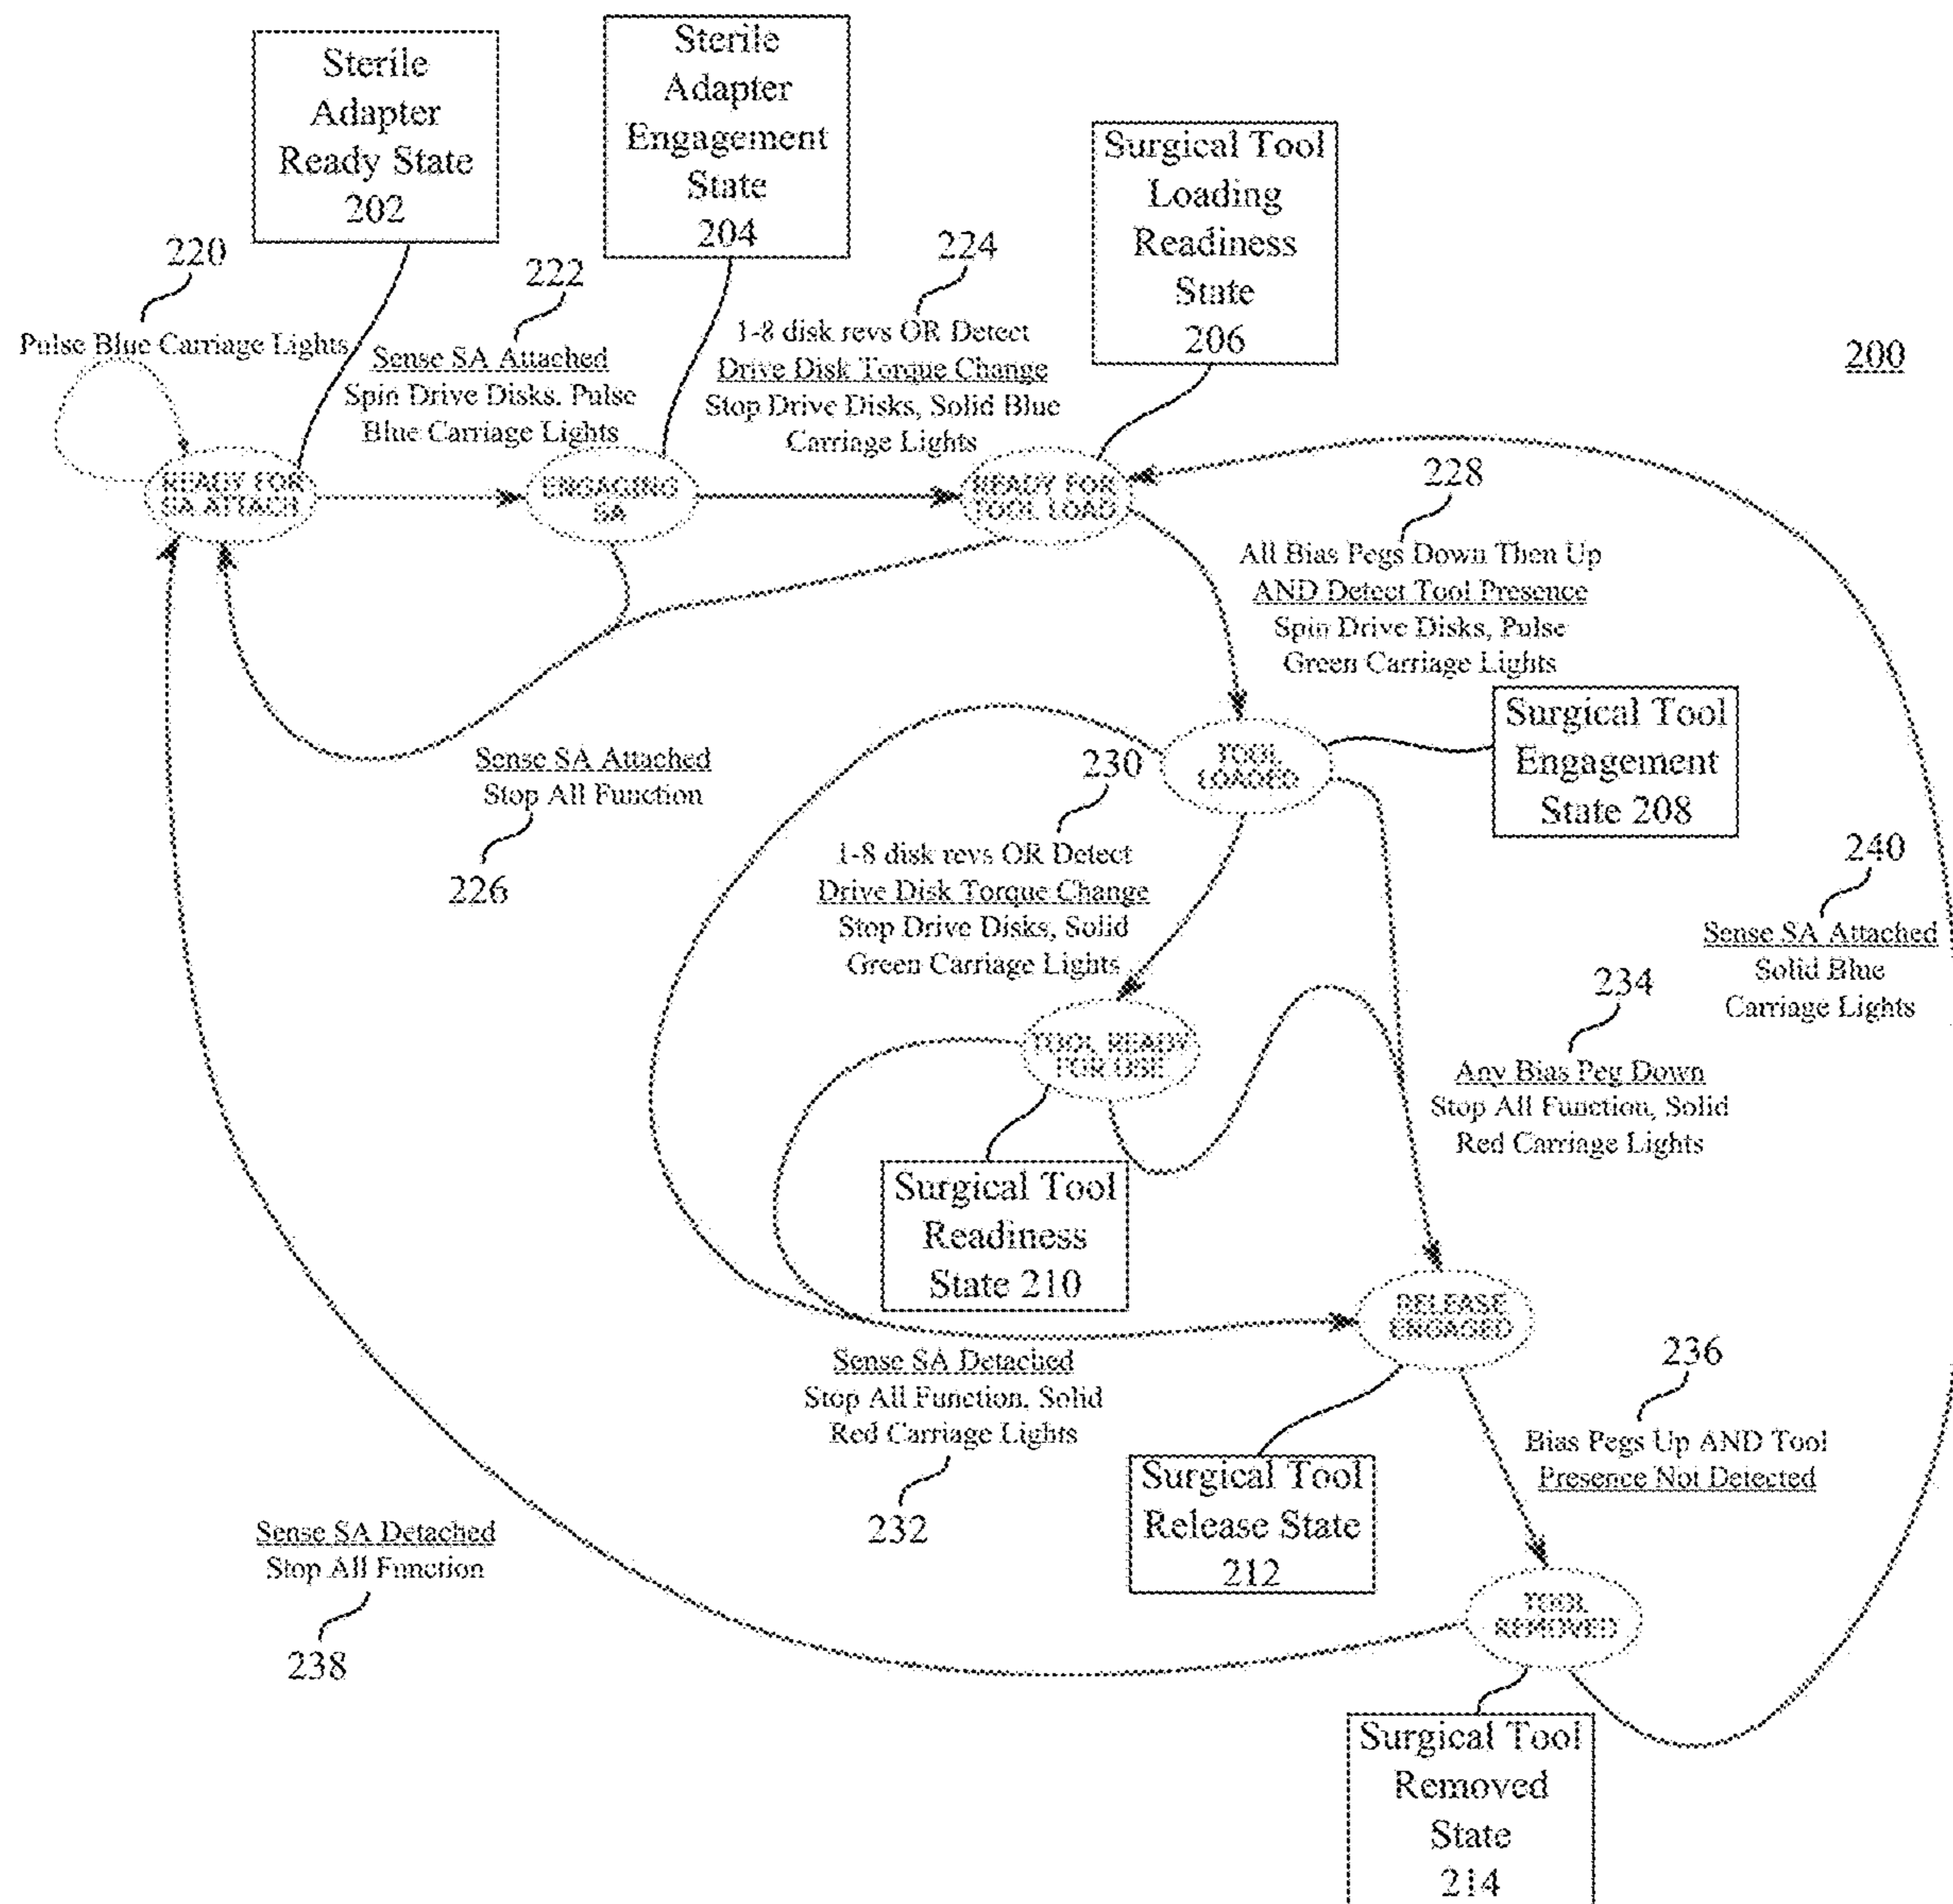 Sterile
Adapter
Ready State
202
Sterile
Adapter
Engagement
State
204
Surgical Tool
Loading
Readiness
State
206
200
220
Pulse Blue Carriage Lights
222
Sense SA Attached
Spin Drive Disks. Pulse
Blue Carriage Lights
224
1-8 disk revs OR Detect
Drive Disk Torque Change
Stop Drive Disks, Solid Blue
Carriage Lights
READY FOR
SA ATTACH
ENGAGING
SA
READY FOR
TOOL LOAD
228
All Bias Pegs Down Then Up
AND Detect Tool Presence
Spin Drive Disks, Pulse
Green Carriage Lights
Sense SA Attached
Stop All Function
226
TOOL
LOADED
Surgical Tool
Engagement
State 208
230
1-8 disk revs OR Detect
Drive Disk Torque Change
Stop Drive Disks, Solid
Green Carriage Lights
240
Sense SA Attached
Solid Blue
Carriage Lights
234
Any Bias Peg Down
Stop All Function, Solid
Red Carriage Lights
TOOL READY
FOR USE
Surgical Tool
Readiness
State 210
RELEASE
ENGAGED
Sense SA Detached
Stop All Function, Solid
Red Carriage Lights
232
236
Bias Pegs Up AND Tool
Presence Not Detected
Surgical Tool
Release State
212
Sense SA Detached
Stop All Function
238
TOOL
REMOVED
Surgical Tool
Removed
State
214